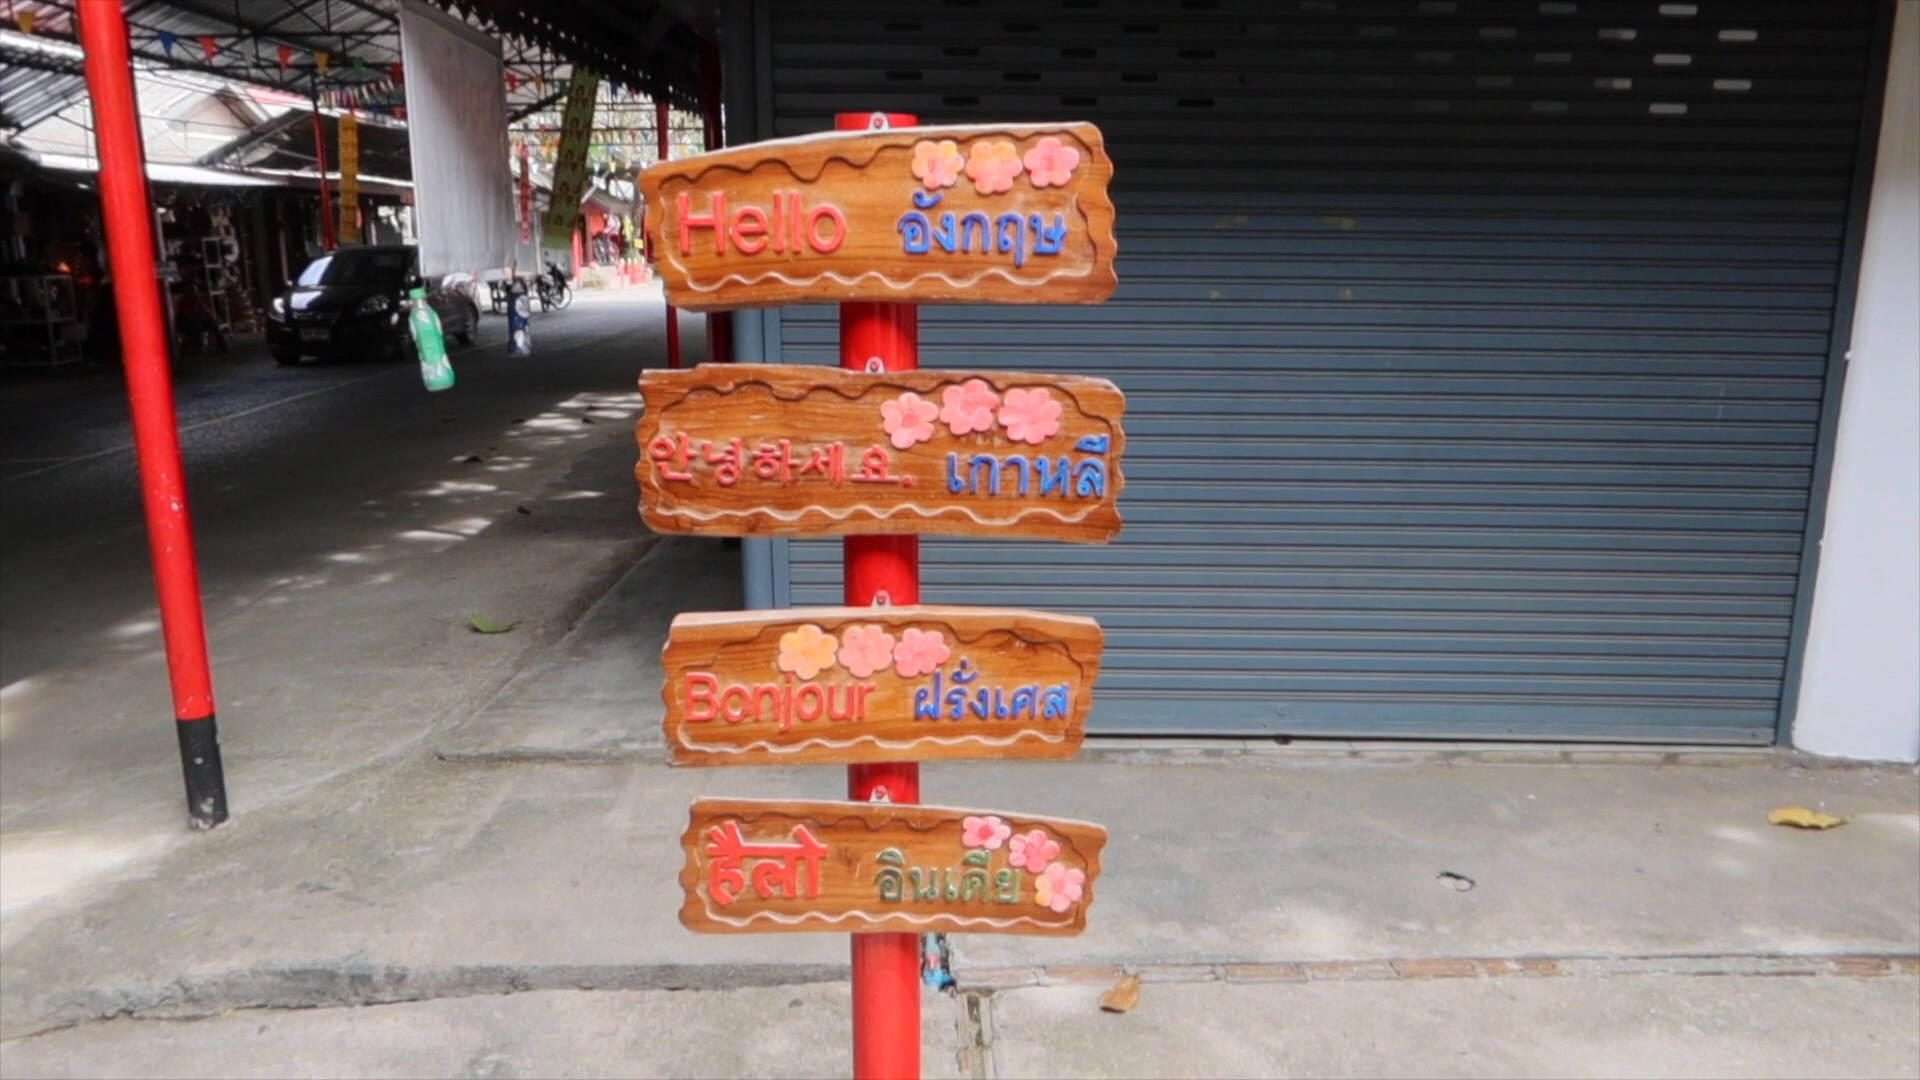 Hello อังกฤษ
안녕하세요. เกาหลี
Bonjour ฝรั่งเศส
हैलो อินเดีย